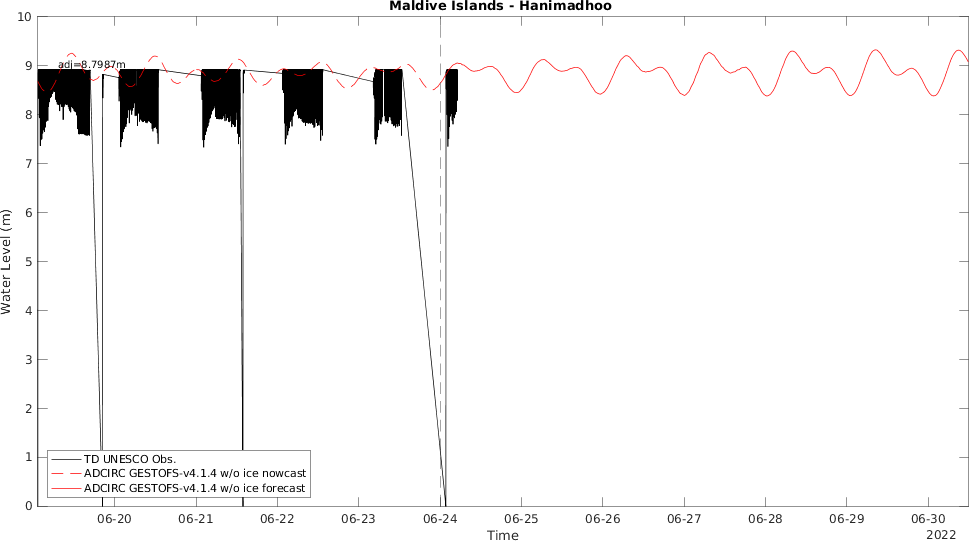 Maldive Islands - Hanimadhoo
10
9
8
7
6
5
4
3
2
1
0
Water Level (m)
adj=8.7987m
TD UNESCO Obs.
ADCIRC GESTOFS-v4.1.4 w/o ice nowcast
ADCIRC GESTOFS-v4.1.4 w/o ice forecast
06-20 06-21 06-22 06-23 06-24 06-25 06-26 06-27 06-28 06-29 06-30
Time
2022